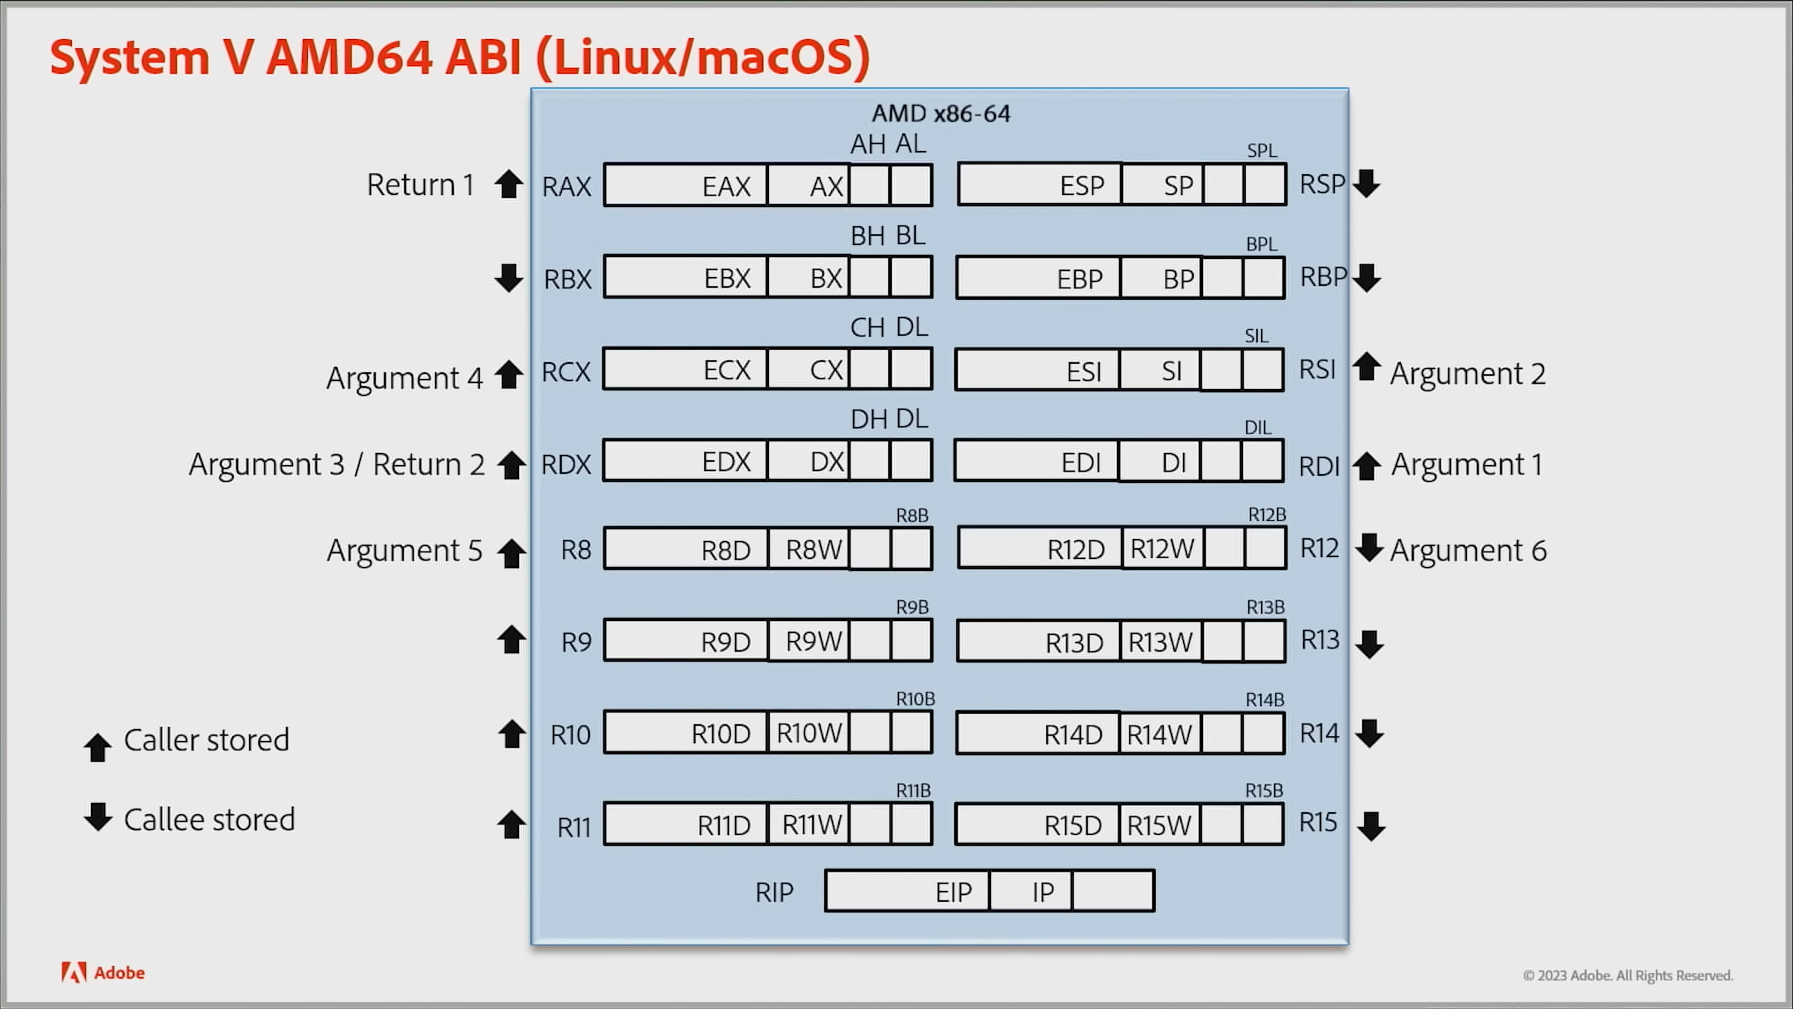 System V AMD64 ABI (Linux/macOS)
AMD x86-64
AH AL
SPL
Return 1 RAX EAX AX ESP SP RSP
BH BL
BPL
RBX EBX BX EBP BP RBP
CH DL
SIL
Argument 4 RCX ECX CX ESI SI RSI Argument 2
DH DL
DIL
Argument 3 / Return 2 RDX EDX DX EDI DI RDI Argument 1
R8B R12B
Argument 5 R8 R8D R8W R12D R12W R12 Argument 6
R9B R13B
R9 R9D R9W R13D R13W R13
R10B R14B
R10 R10D R10W R14D R14W R14
Caller stored
R11B R15B
R11 R11D R11W R15D R15W R15
Callee stored
RIP EIP IP
Adobe
© 2023 Adobe. All Rights Reserved.